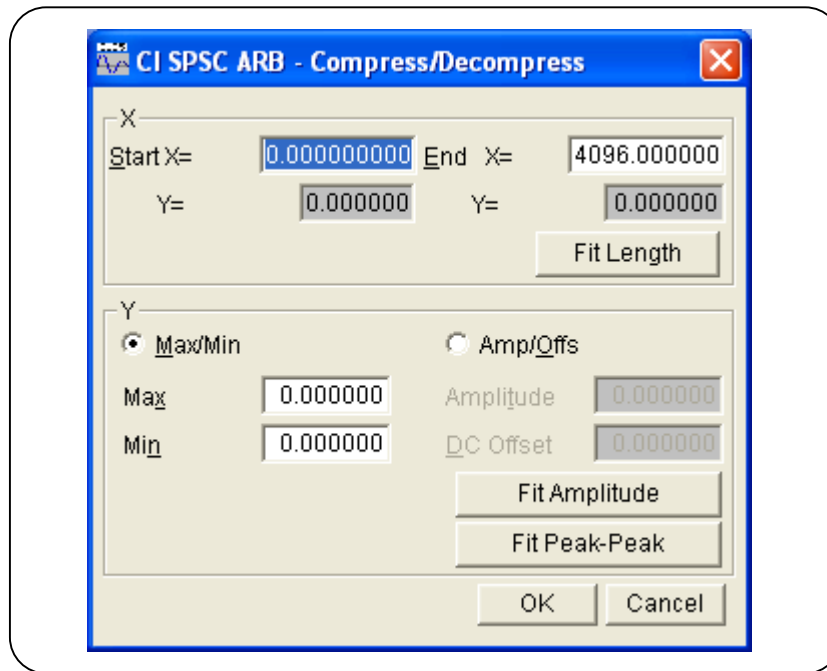 CI SPSC ARB - Compress/Decompress
X
Start X= 0.000000000 End X= 4096.000000
Y= 0.000000 Y= 0.000000
Fit Length
Y
Max/Min Amp/Offs
Max 0.000000 Amplitude 0.000000
Min 0.000000 DC Offset 0.000000
Fit Amplitude
Fit Peak-Peak
OK Cancel